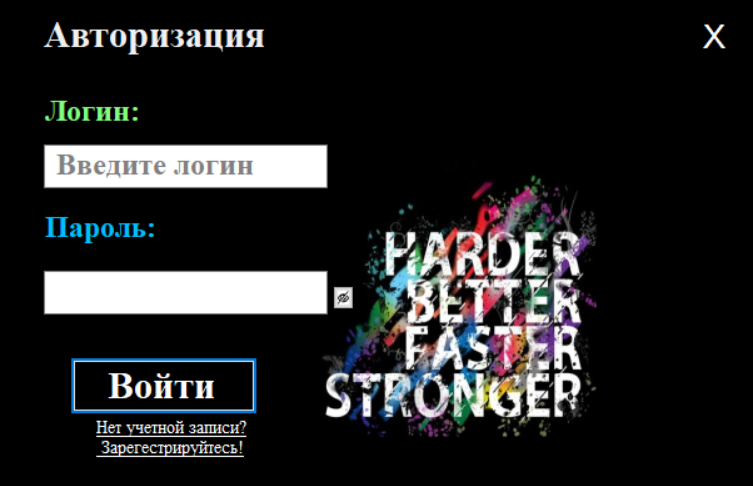 Авторизация
X
Логин:
Введите логин
Пароль:
HARDER
BETTER
FASTER
STRONGER
Войти
Нет учетной записи?
Зарегестрируйтесь!